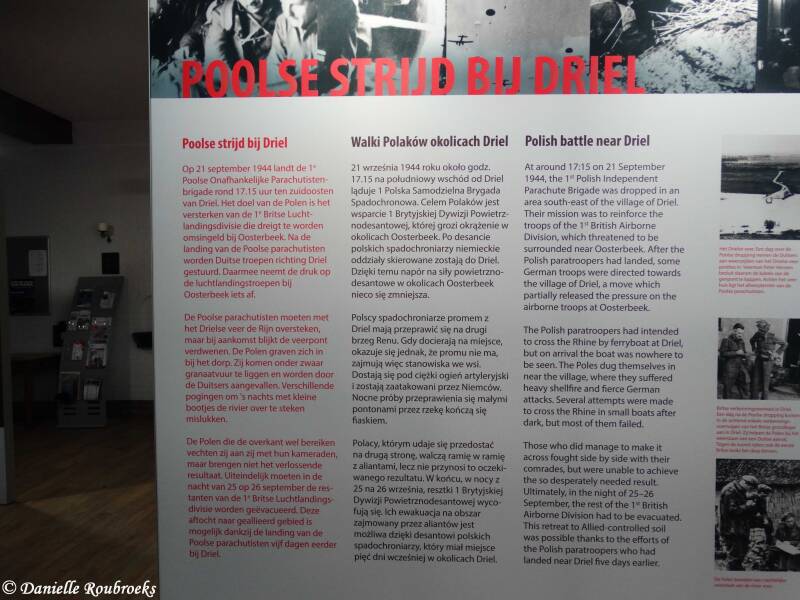 POOLSE STRIJD BIJ DRIEL
Poolse strijd bij Driel
Op 21 september 1944 landt de 1e
Poolse Onafhankelijke Parachutisten-
brigade rond 17.15 uur ten zuidoosten
van Driel. Het doel van de Polen is het
versterken van de 1e Britse Lucht-
landingsdivisie die dreigt te worden
omsingeld bij Oosterbeek. Na de
landing van de Poolse parachutisten
worden Duitse troepen richting Driel
gestuurd. Daarmee neemt de druk op
de luchtlandingstroepen bij
Oosterbeek iets af.
De Poolse parachutisten moeten met
het Drielse veer de Rijn oversteken,
maar bij aankomst blijkt de veerpont
verdwenen. De Polen graven zich in
bij het dorp. Zij komen onder zwaar
granaatvuur te liggen en worden door
de Duitsers aangevallen. Verschillende
pogingen om 's nachts met kleine
bootjes de rivier over te steken
mislukken.
De Polen die de overkant wel bereiken
vechten zij aan zij met hun kameraden,
maar brengen niet het verlossende
resultaat. Uiteindelijk moeten in de
nacht van 25 op 26 september de res-
tanten van de 1e Britse Luchtlandings-
divisie worden geëvacueerd. Deze
aftocht naar geallieerd gebied is
mogelijk dankzij de landing van de
Poolse parachutisten vijf dagen eerder
bij Driel.
Walki Polaków okolicach Driel
21 września 1944 roku około godz.
17.15 na południowy wschód od Driel
ląduje 1 Polska Samodzielna Brygada
Spadochronowa. Celem Polaków jest
wsparcie 1 Brytyjskiej Dywizji Powietrz-
nodesantowej, której grozi okrążenie w
okolicach Oosterbeek. Po desancie
polskich spadochroniarzy niemieckie
oddziały skierowane zostają do Driel.
Dzięki temu napór na siły powietrzno-
desantowe w okolicach Oosterbeek
nieco się zmniejsza.
Polscy spadochroniarze promem z
Driel mają przeprawić się na drugi
brzeg Renu. Gdy docierają na miejsce,
okazuje się jednak, że promu nie ma,
zajmują więc stanowiska we wsi.
Dostają się pod ciężki ogień artyleryjski
i zostają zaatakowani przez Niemców.
Nocne próby przeprawienia się małymi
pontonami przez rzekę kończą się
fiaskiem.
Polacy, którym udaje się przedostać
na drugą stronę, walczą ramię w ramię
z aliantami, lecz nie przynosi to oczeki-
wanego rezultatu. W końcu, w nocy z
25 na 26 września, resztki 1 Brytyjskiej
Dywizji Powietrznodesantowej wyco-
fują się. Ich ewakuacja na obszar
zajmowany przez aliantów jest
możliwa dzięki desantowi polskich
spadochroniarzy, który miał miejsce
pięć dni wcześniej w okolicach Driel.
Polish battle near Driel
At around 17:15 on 21 September
1944, the 1st Polish Independent
Parachute Brigade was dropped in an
area south-east of the village of Driel.
Their mission was to reinforce the
troops of the 1st British Airborne
Division, which threatened to be
surrounded near Oosterbeek. After the
Polish paratroopers had landed, some
German troops were directed towards
the village of Driel, a move which
partially released the pressure on the
airborne troops at Oosterbeek.
The Polish paratroopers had intended
to cross the Rhine by ferryboat at Driel,
but on arrival the boat was nowhere to
be seen. The Poles dug themselves in
near the village, where they suffered
heavy shellfire and fierce German
attacks. Several attempts were made
to cross the Rhine in small boats after
dark, but most of them failed.
Those who did manage to make it
across fought side by side with their
comrades, but were unable to achieve
the so desperately needed result.
Ultimately, in the night of 25–26
September, the rest of the 1st British
Airborne Division had to be evacuated.
This retreat to Allied-controlled soil
was possible thanks to the efforts of
the Polish paratroopers who had
landed near Driel five days earlier.
© Danielle Roubroeks